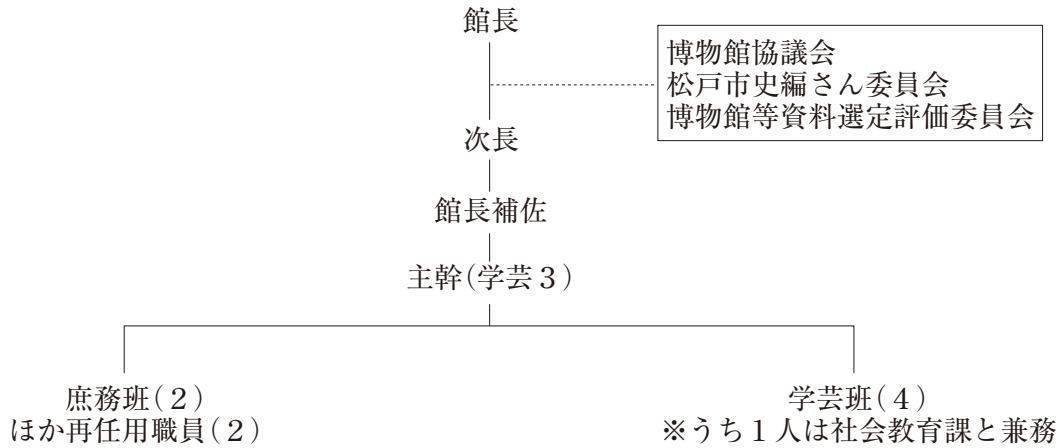 館長
博物館協議会
松戸市史編さん委員会
博物館等資料選定評価委員会
次長
館長補佐
主幹(学芸３)
庶務班(２)
ほか再任用職員(２)
学芸班(４)
※うち１人は社会教育課と兼務